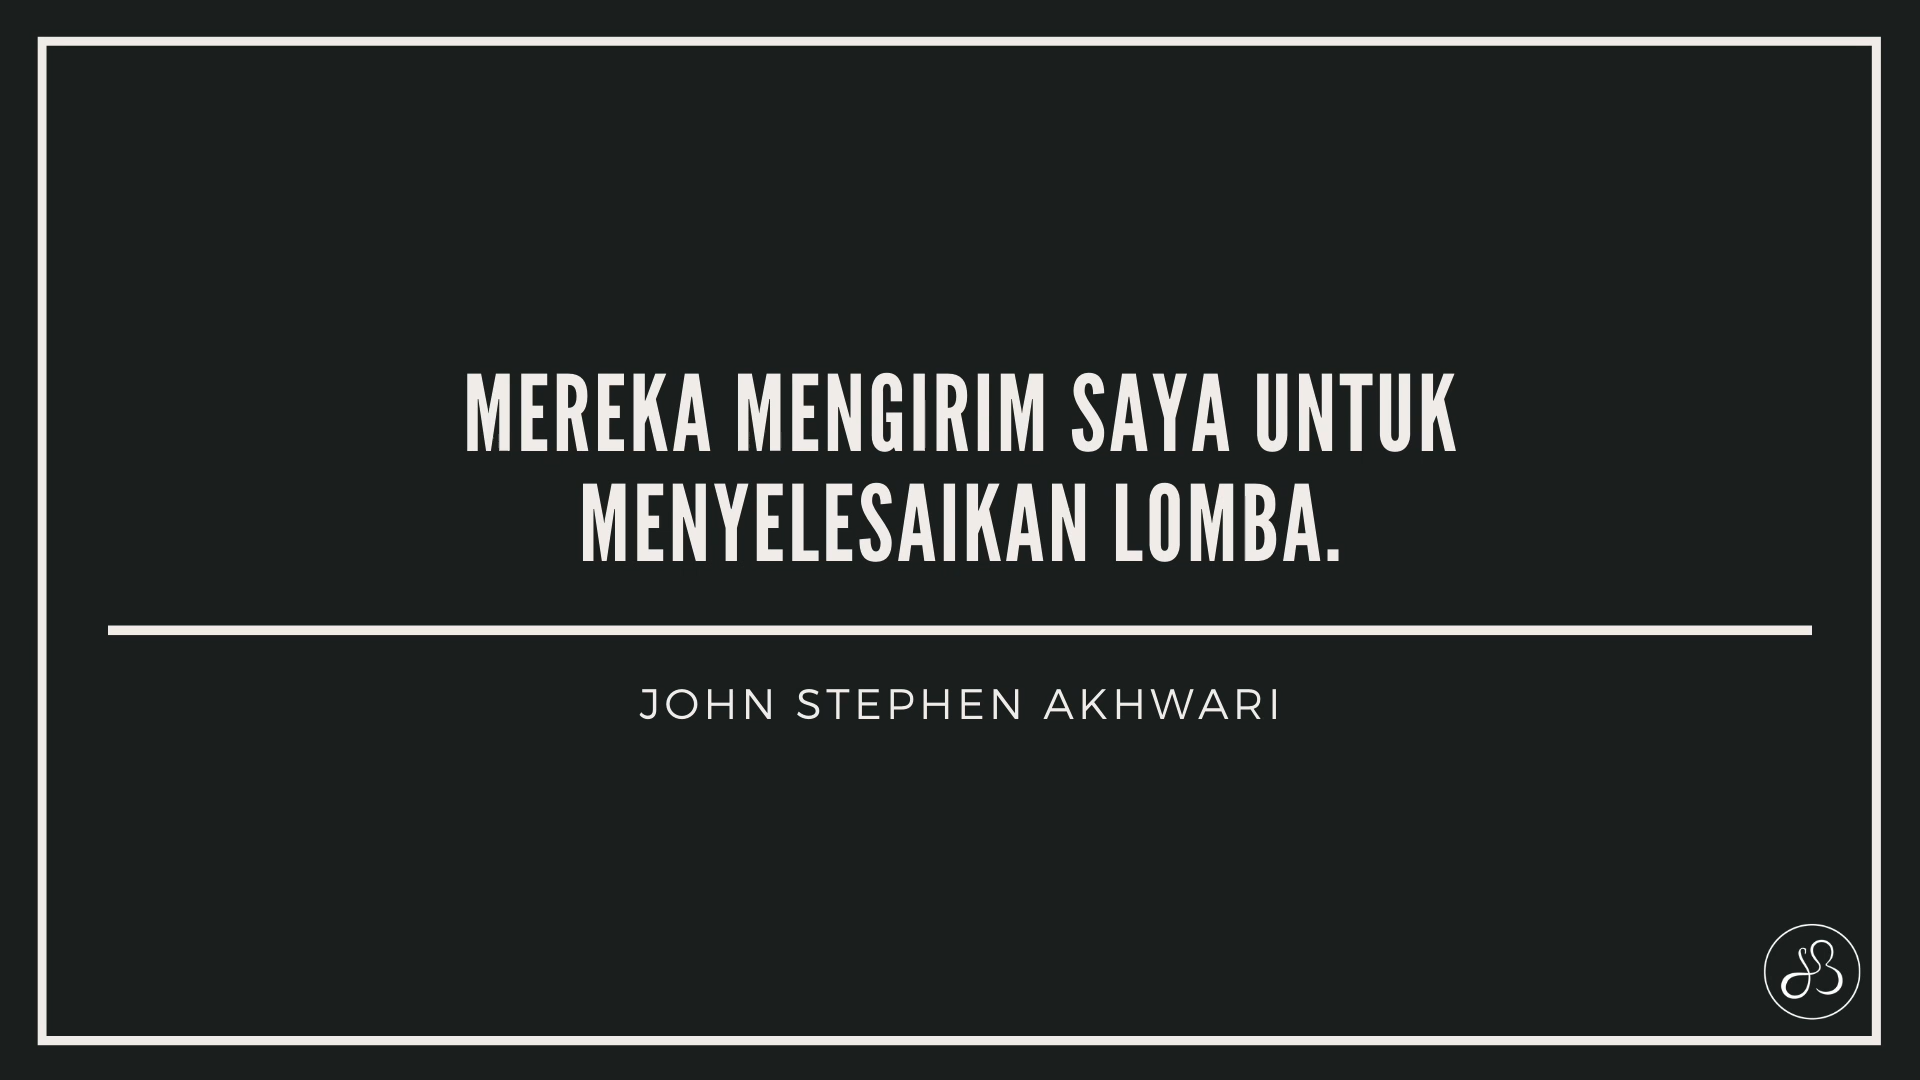 MEREKA MENGIRIM SAYA UNTUK
MENYELESAIKAN LOMBA.
JOHN STEPHEN AKHWARI